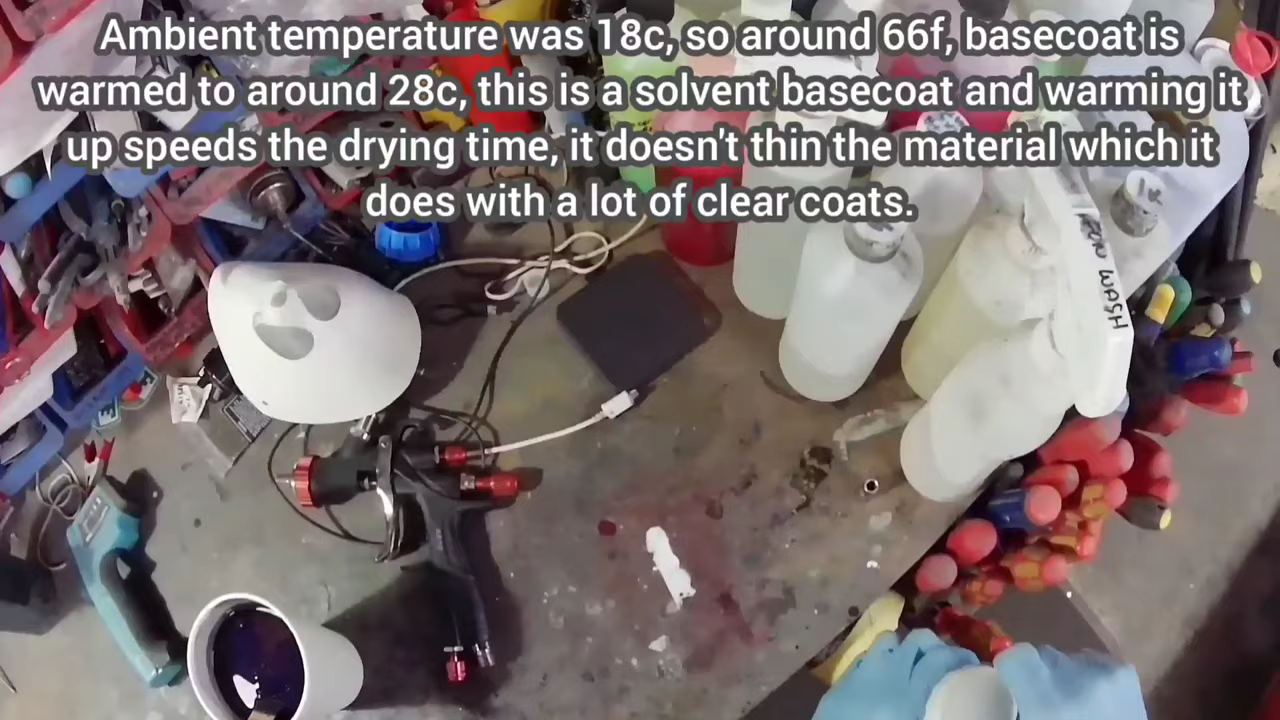 Ambient temperature was 18c, so around 66f, basecoat is
warmed to around 28c, this is a solvent basecoat and warming it
up speeds the drying time, it doesn't thin the material which it
does with a lot of clear coats.
WASH